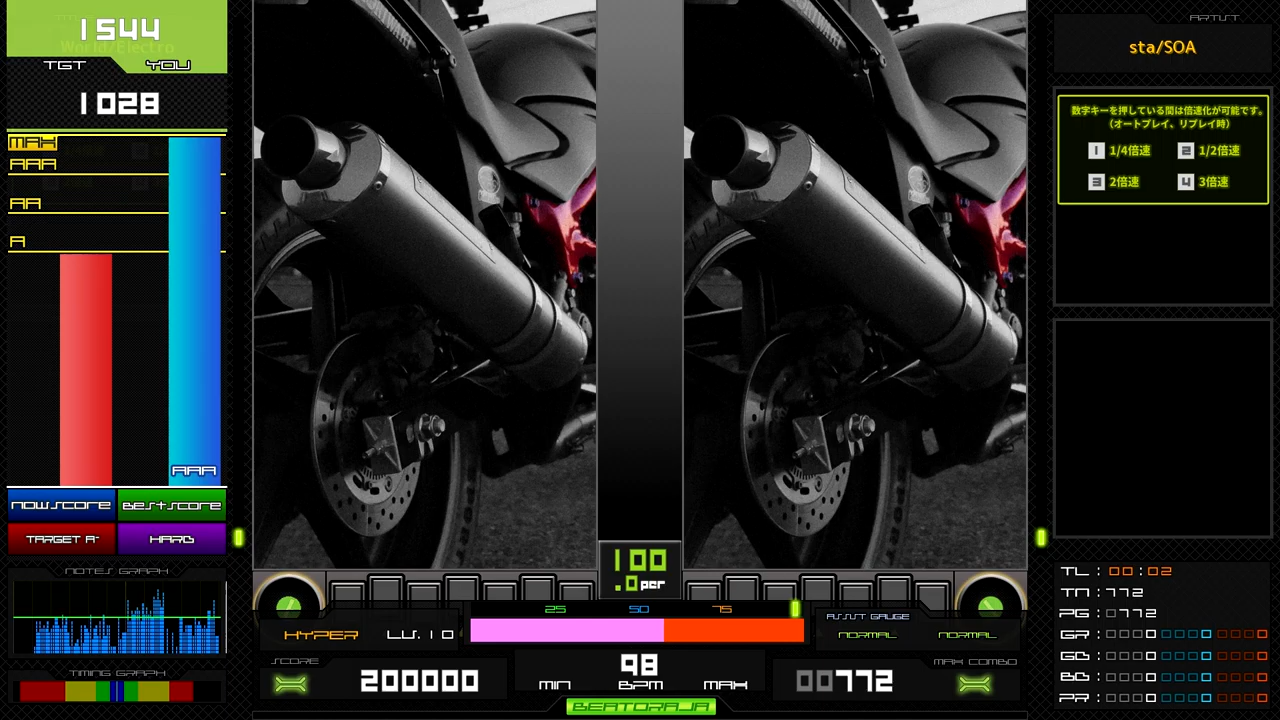 1544
World/Electro
TGT YOU
1028
MAX
AAA
AA
A
AAA
NOWSCORE BESTSCORE
TARGET A- HARD
NOTES GRAPH
TIMING GRAPH
100
.0 PCT
25 50 75
HYPER LV. 10
ASSIST GAUGE
NORMAL NORMAL
SCORE
200000
98
MIN BPM MAX
MAX COMBO
00772
BEATORAJA
ARTIST
sta/SOA
数字キーを押している間は倍速化が可能です。
(オートプレイ、リプレイ時)
1 1/4倍速 2 1/2倍速
3 2倍速 4 3倍速
TL : 00:02
TN : 772
PG : 0772
GR : 0000 0000 0000
GD : 0000 0000 0000
BD : 0000 0000 0000
PR : 0000 0000 0000